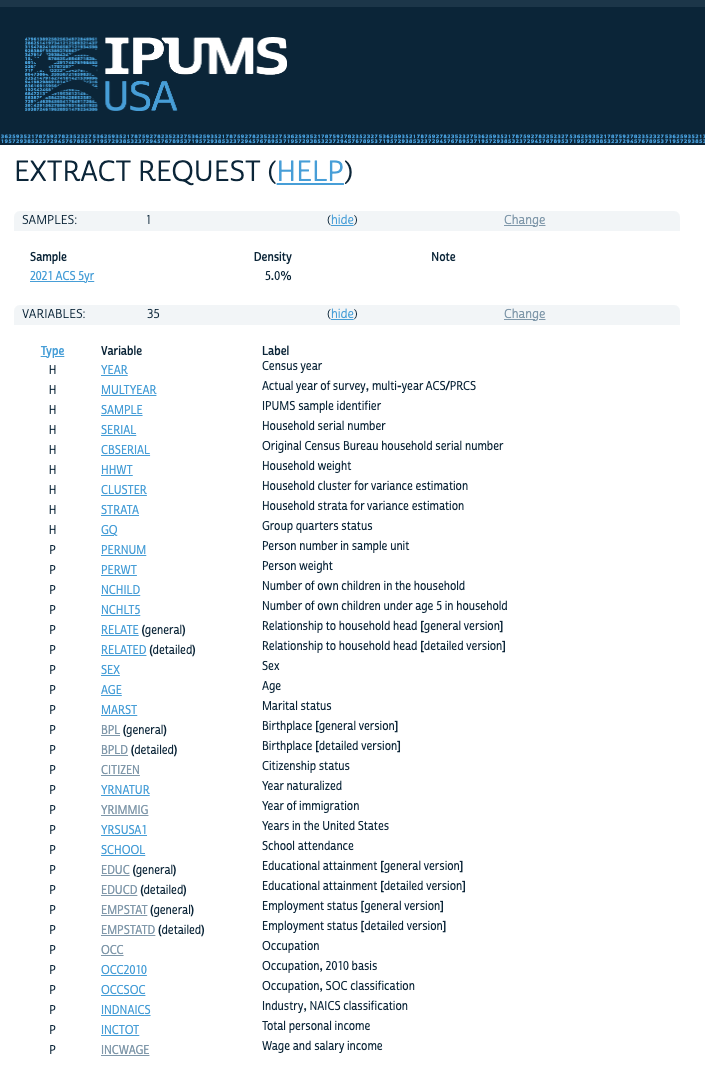 IPUMS
USA
EXTRACT REQUEST (HELP)
SAMPLES: 1 (hide) Change
Sample Density Note
2021 ACS 5yr 5.0%
VARIABLES: 35 (hide) Change
Type Variable Label
H YEAR Census year
H MULTYEAR Actual year of survey, multi-year ACS/PRCS
H SAMPLE IPUMS sample identifier
H SERIAL Household serial number
H CBSERIAL Original Census Bureau household serial number
H HHWT Household weight
H CLUSTER Household cluster for variance estimation
H STRATA Household strata for variance estimation
H GQ Group quarters status
P PERNUM Person number in sample unit
P PERWT Person weight
P NCHILD Number of own children in the household
P NCHLT5 Number of own children under age 5 in household
P RELATE (general) Relationship to household head [general version]
P RELATED (detailed) Relationship to household head [detailed version]
P SEX Sex
P AGE Age
P MARST Marital status
P BPL (general) Birthplace [general version]
P BPLD (detailed) Birthplace [detailed version]
P CITIZEN Citizenship status
P YRNATUR Year naturalized
P YRIMMIG Year of immigration
P YRSUSA1 Years in the United States
P SCHOOL School attendance
P EDUC (general) Educational attainment [general version]
P EDUCD (detailed) Educational attainment [detailed version]
P EMPSTAT (general) Employment status [general version]
P EMPSTATD (detailed) Employment status [detailed version]
P OCC Occupation
P OCC2010 Occupation, 2010 basis
P OCCSOC Occupation, SOC classification
P INDNAICS Industry, NAICS classification
P INCTOT Total personal income
P INCWAGE Wage and salary income